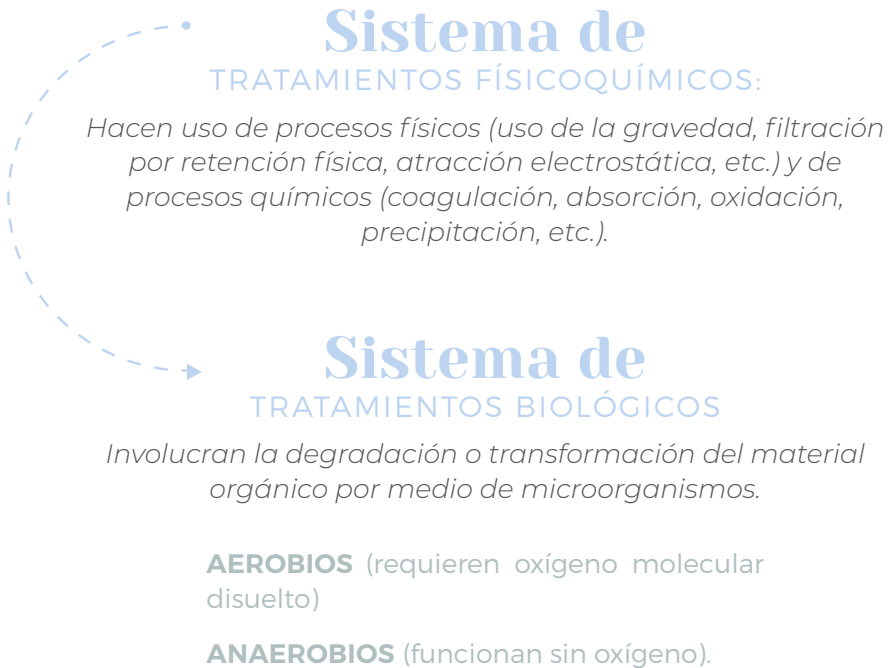 Sistema de
TRATAMIENTOS FÍSICOQUÍMICOS:
Hacen uso de procesos físicos (uso de la gravedad, filtración
por retención física, atracción electrostática, etc.) y de
procesos químicos (coagulación, absorción, oxidación,
precipitación, etc.).
Sistema de
TRATAMIENTOS BIOLÓGICOS
Involucran la degradación o transformación del material
orgánico por medio de microorganismos.
AEROBIOS (requieren oxígeno molecular
disuelto)
ANAEROBIOS (funcionan sin oxígeno).